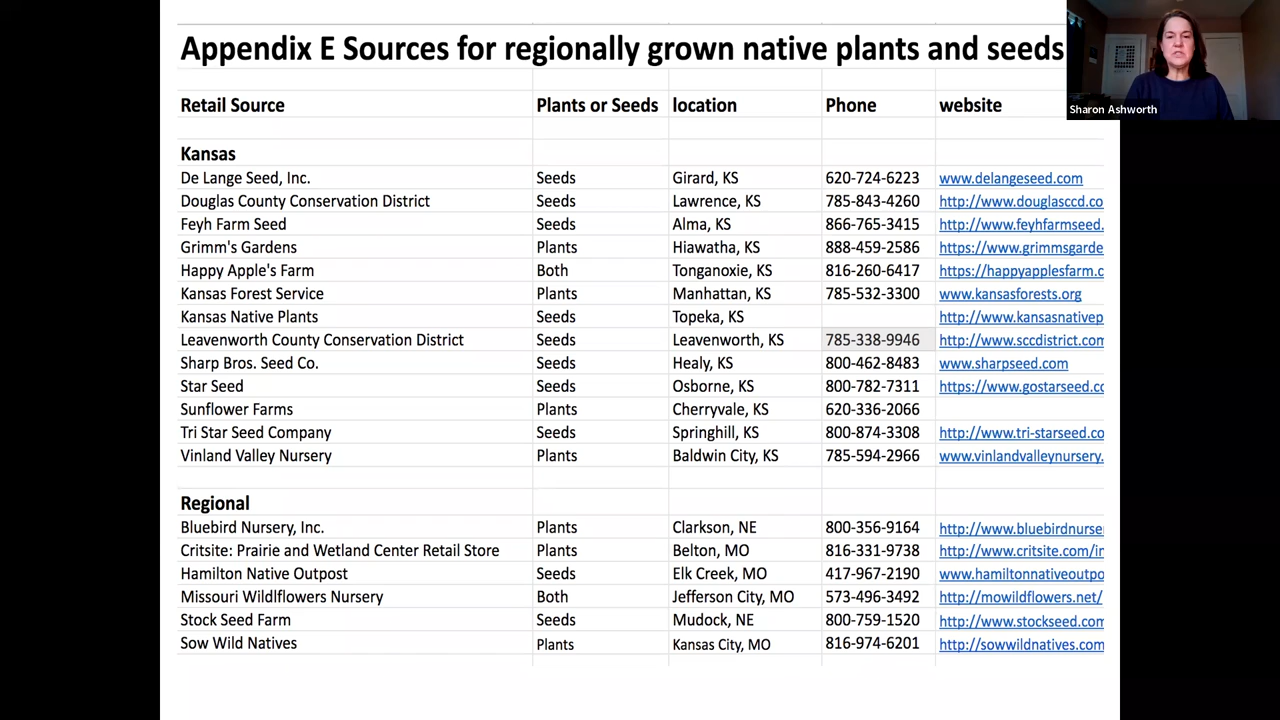 Appendix E Sources for regionally grown native plants and seeds
Sharon Ashworth
Retail Source Plants or Seeds location Phone website
Kansas
De Lange Seed, Inc. Seeds Girard, KS 620-724-6223 www.delangeseed.com
Douglas County Conservation District Seeds Lawrence, KS 785-843-4260 http://www.douglasccd.co
Feyh Farm Seed Seeds Alma, KS 866-765-3415 http://www.feyhfarmseed.
Grimm's Gardens Plants Hiawatha, KS 888-459-2586 https://www.grimmsgarde
Happy Apple's Farm Both Tonganoxie, KS 816-260-6417 https://happyapplesfarm.c
Kansas Forest Service Plants Manhattan, KS 785-532-3300 www.kansasforests.org
Kansas Native Plants Seeds Topeka, KS http://www.kansasnativep
Leavenworth County Conservation District Seeds Leavenworth, KS 785-338-9946 http://www.sccdistrict.com
Sharp Bros. Seed Co. Seeds Healy, KS 800-462-8483 www.sharpseed.com
Star Seed Seeds Osborne, KS 800-782-7311 https://www.gostarseed.co
Sunflower Farms Plants Cherryvale, KS 620-336-2066
Tri Star Seed Company Seeds Springhill, KS 800-874-3308 http://www.tri-starseed.co
Vinland Valley Nursery Plants Baldwin City, KS 785-594-2966 www.vinlandvalleynursery.
Regional
Bluebird Nursery, Inc. Plants Clarkson, NE 800-356-9164 http://www.bluebirdnurse
Critsite: Prairie and Wetland Center Retail Store Plants Belton, MO 816-331-9738 http://www.critsite.com/in
Hamilton Native Outpost Seeds Elk Creek, MO 417-967-2190 www.hamiltonnativeoutpo
Missouri Wildlflowers Nursery Both Jefferson City, MO 573-496-3492 http://mowildflowers.net/
Stock Seed Farm Seeds Mudock, NE 800-759-1520 http://www.stockseed.com
Sow Wild Natives Plants Kansas City, MO 816-974-6201 http://sowwildnatives.com